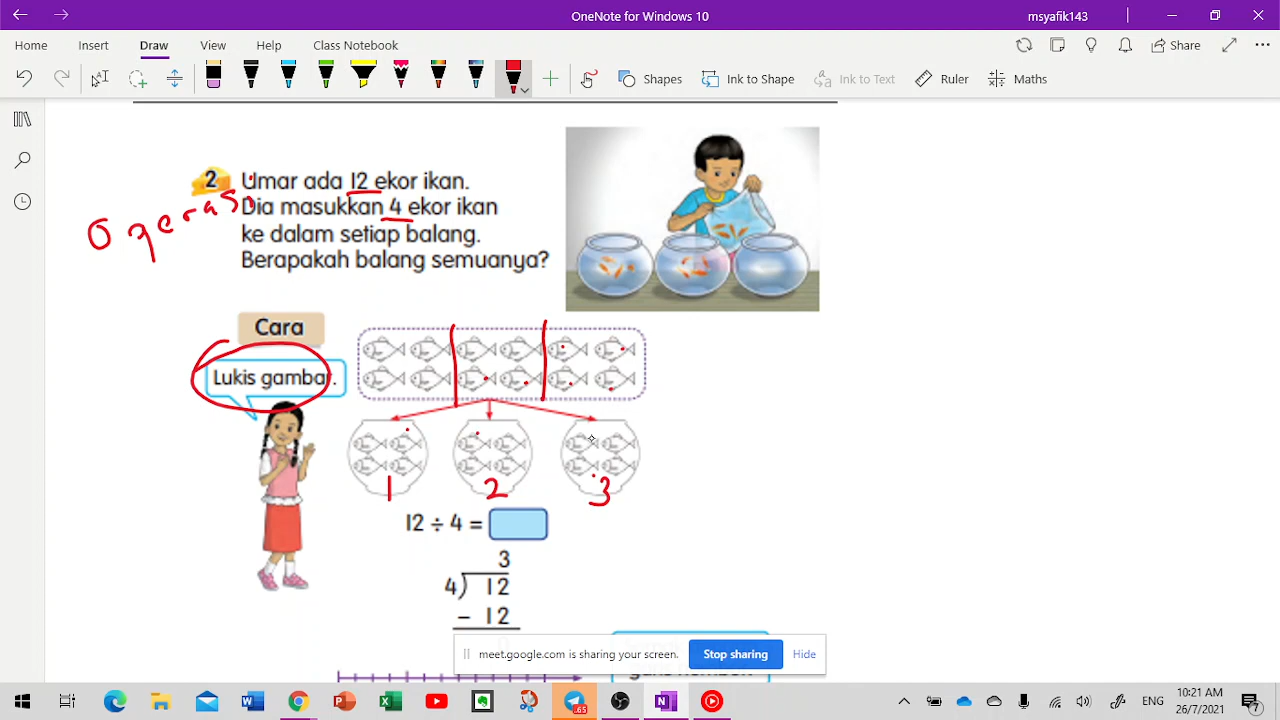 OneNote for Windows 10
msyafik143
Home
Insert
Draw
View
Help
Class Notebook
Share
Shapes
Ink to Shape
Ink to Text
Ruler
Maths
2
Umar ada 12 ekor ikan.
Dia masukkan 4 ekor ikan
ke dalam setiap balang.
Berapakah balang semuanya?
Operasi
Cara
Lukis gambar.
1
2
3
12 ÷ 4 =
3
4) 12
- 12
meet.google.com is sharing your screen.
Stop sharing
Hide
65
8:21 AM
26/7/2021
7